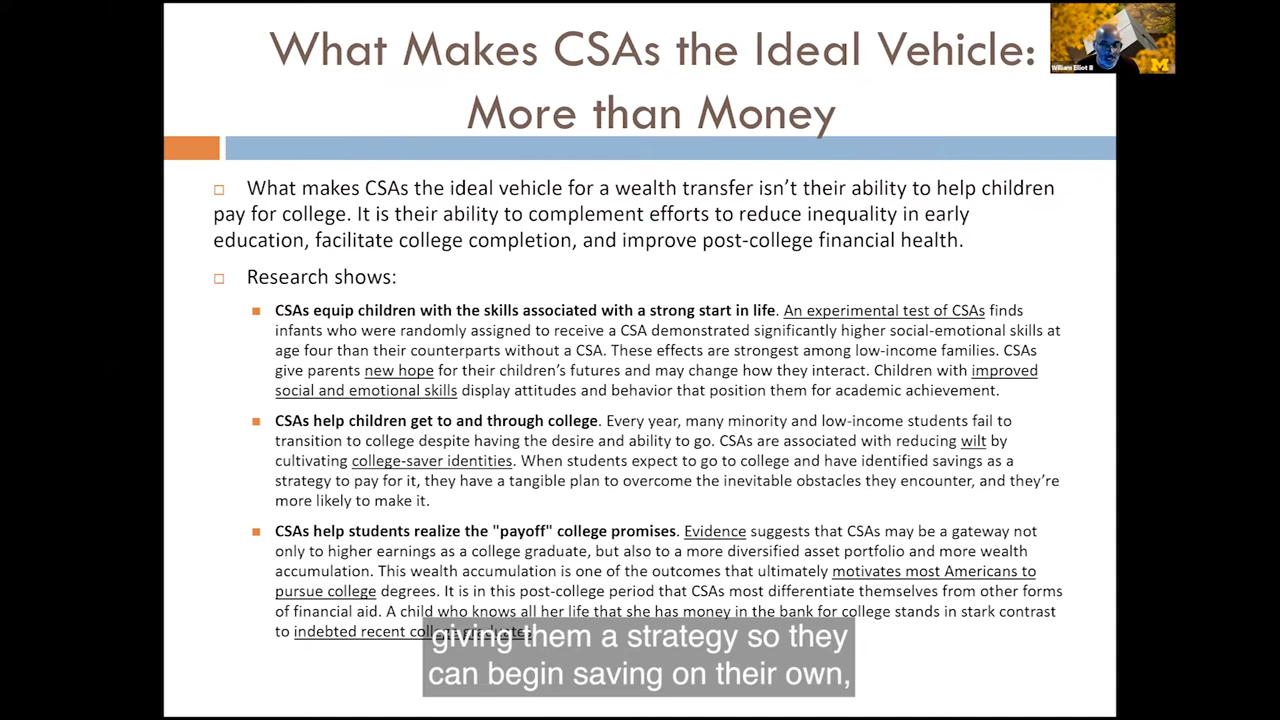 What Makes CSAs the Ideal Vehicle:
More than Money
William Elliot III
M
What makes CSAs the ideal vehicle for a wealth transfer isn’t their ability to help children
pay for college. It is their ability to complement efforts to reduce inequality in early
education, facilitate college completion, and improve post-college financial health.
Research shows:
CSAs equip children with the skills associated with a strong start in life. An experimental test of CSAs finds
infants who were randomly assigned to receive a CSA demonstrated significantly higher social-emotional skills at
age four than their counterparts without a CSA. These effects are strongest among low-income families. CSAs
give parents new hope for their children’s futures and may change how they interact. Children with improved
social and emotional skills display attitudes and behavior that position them for academic achievement.
CSAs help children get to and through college. Every year, many minority and low-income students fail to
transition to college despite having the desire and ability to go. CSAs are associated with reducing wilt by
cultivating college-saver identities. When students expect to go to college and have identified savings as a
strategy to pay for it, they have a tangible plan to overcome the inevitable obstacles they encounter, and they’re
more likely to make it.
CSAs help students realize the "payoff" college promises. Evidence suggests that CSAs may be a gateway not
only to higher earnings as a college graduate, but also to a more diversified asset portfolio and more wealth
accumulation. This wealth accumulation is one of the outcomes that ultimately motivates most Americans to
pursue college degrees. It is in this post-college period that CSAs most differentiate themselves from other forms
of financial aid. A child who knows all her life that she has money in the bank for college stands in stark contrast
to indebted recent college graduates
giving them a strategy so they
can begin saving on their own,